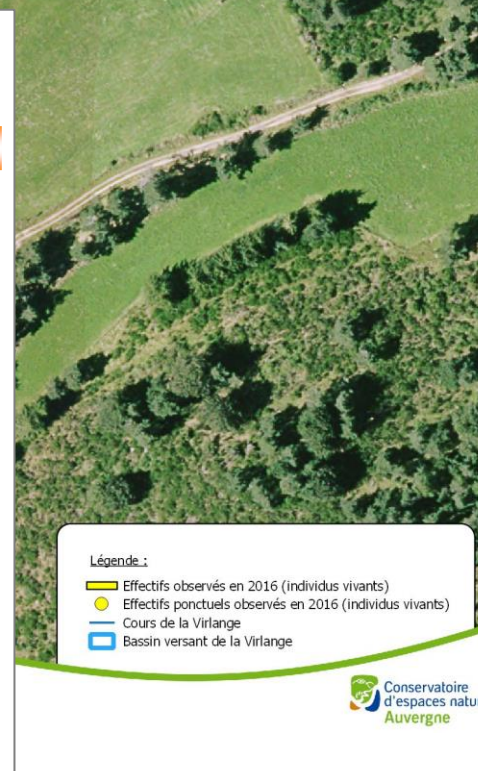 Légende :
Effectifs observés en 2016 (individus vivants)
Effectifs ponctuels observés en 2016 (individus vivants)
Cours de la Virlange
Bassin versant de la Virlange
Conservatoire
d'espaces natu
Auvergne